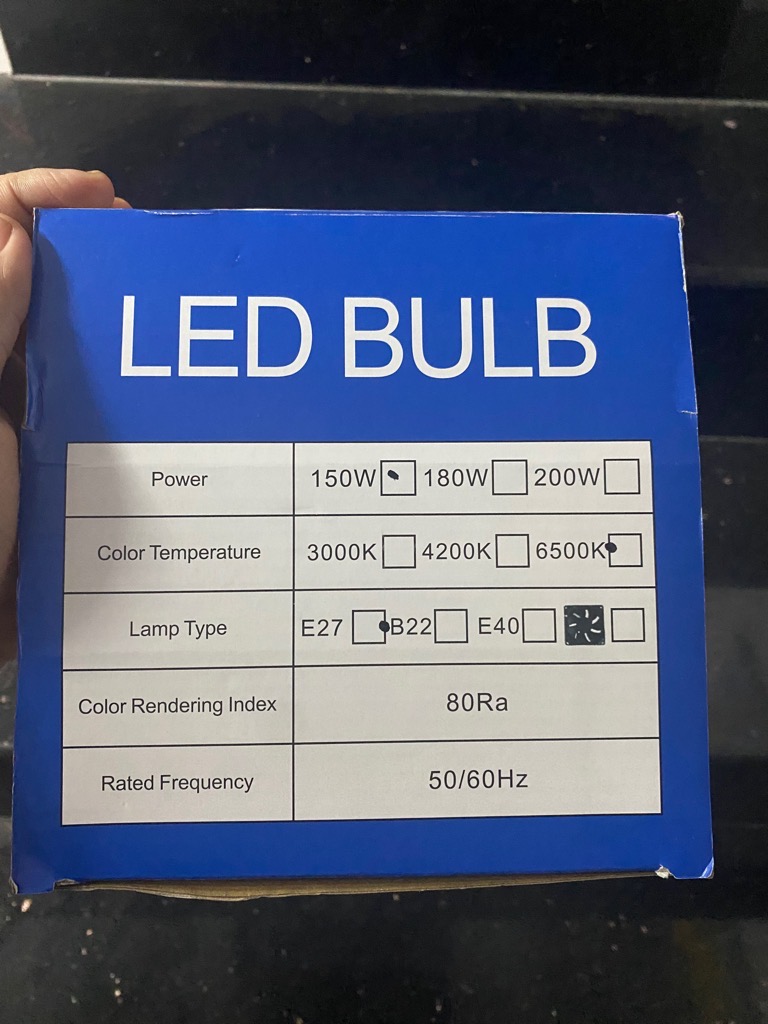 LED BULB
Power 150W 180W 200W
Color Temperature 3000K 4200K 6500K
Lamp Type E27 B22 E40
Color Rendering Index 80Ra
Rated Frequency 50/60Hz